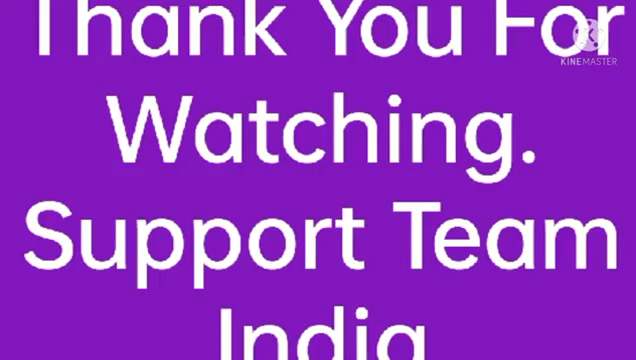 Thank You For
KINEMASTER
Watching.
Support Team
India